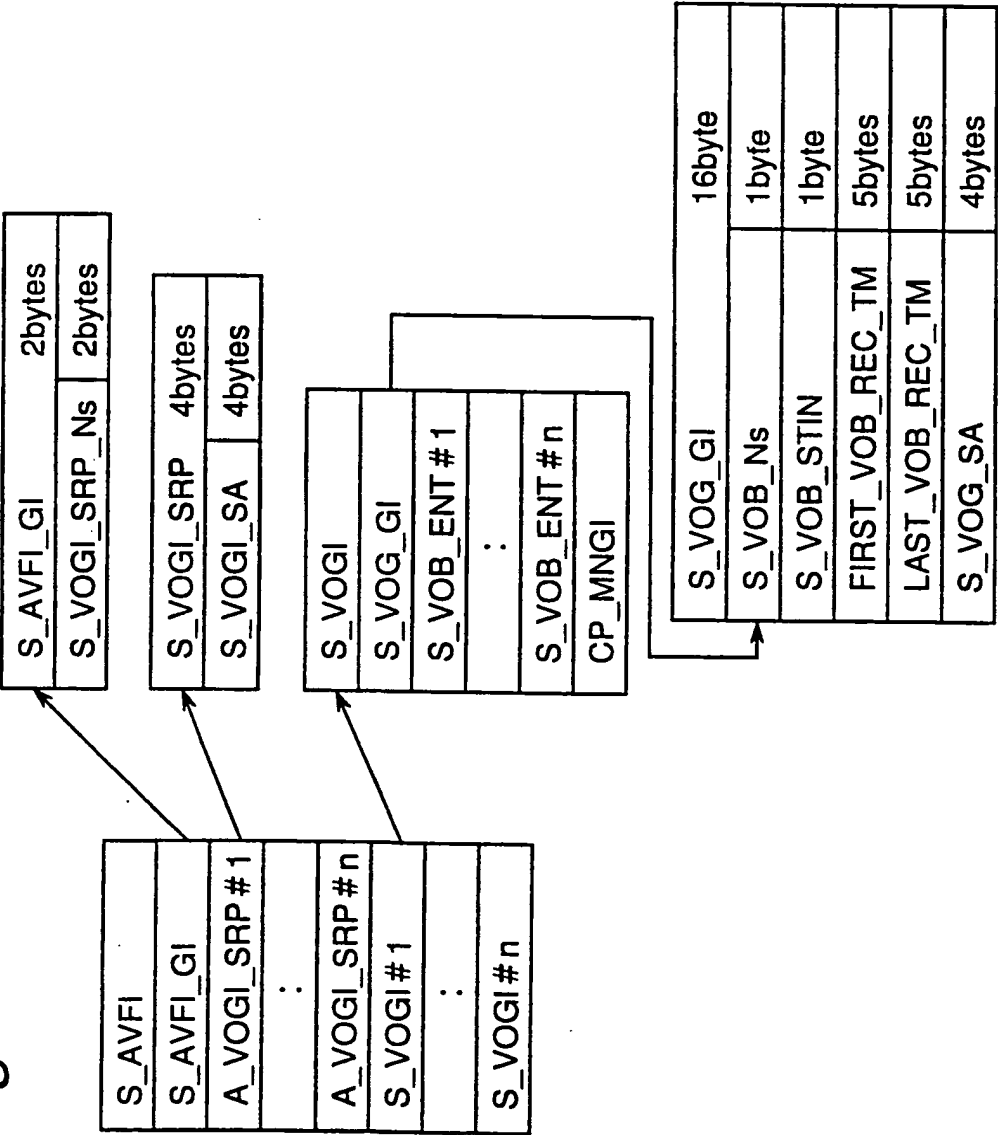 S_AVFI
S_AVFI_GI
A_VOGI_SRP#1
:
A_VOGI_SRP#n
S_VOGI#1
:
S_VOGI#n
S_AVFI_GI 2bytes
S_VOGI_SRP_Ns 2bytes
S_VOGI_SRP 4bytes
S_VOGI_SA 4bytes
S_VOGI
S_VOG_GI
S_VOB_ENT#1
:
S_VOB_ENT#n
CP_MNGI
S_VOG_GI 16byte
S_VOB_Ns 1byfe
S_VOB_STIN 1byte
FIRST_VOB_REC_TM 5bytes
LAST_VOB_REC_TM 5bytes
S_VOG_SA 4bytes